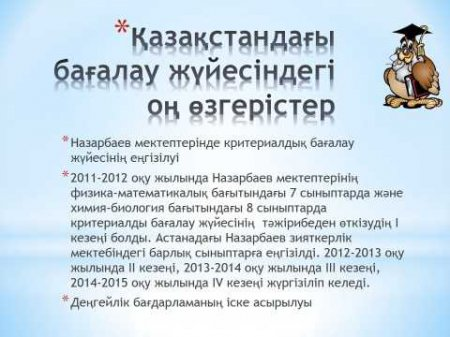 *Қазақстандағы
бағалау жүйесіндегі
оң өзгерістер
*Назарбаев мектептерінде критериалдық бағалау
жүйесінің еңгізілуі
*2011-2012 оқу жылында Назарбаев мектептерінің
физика-математикалық бағытындағы 7 сыныптарда және
химия-биология бағытындағы 8 сыныптарда
критериалды бағалау жүйесінің тәжірибеден өткізудің І
кезеңі болды. Астанадағы Назарбаев зияткерлік
мектебіндегі барлық сыныптарға еңгізілді. 2012-2013 оқу
жылында ІІ кезеңі, 2013-2014 оқу жылында ІІІ кезеңі,
2014-2015 оқу жылында ІV кезеңі жүргізіліп келеді.
*Деңгейлік бағдарламаның іске асырылуы